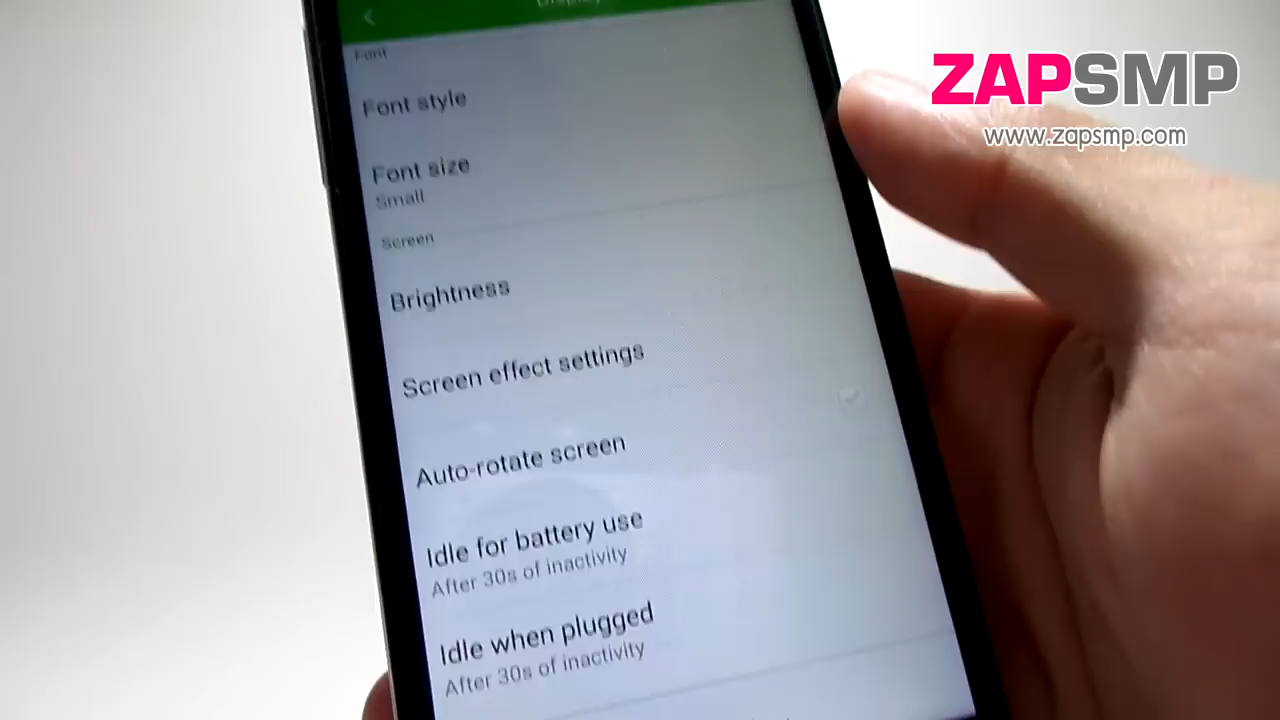 Display
Font
Font style
Font size
Small
Screen
Brightness
Screen effect settings
Auto-rotate screen
Idle for battery use
After 30s of inactivity
Idle when plugged
After 30s of inactivity
ZAPSMP
www.zapsmp.com